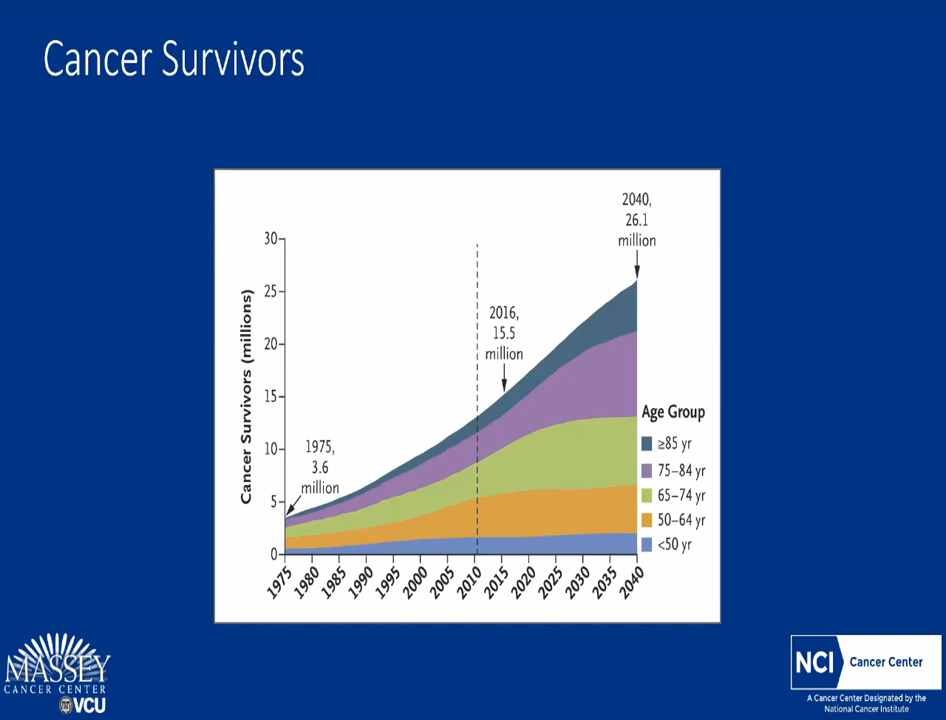 Cancer Survivors
2040,
26.1
million
30
25
20
15
10
5
0
Cancer Survivors (millions)
2016,
15.5
million
1975,
3.6
million
Age Group
≥85 yr
75–84 yr
65–74 yr
50–64 yr
<50 yr
1975
1980
1985
1990
1995
2000
2005
2010
2015
2020
2025
2030
2035
2040
MASSEY
CANCER CENTER
VCU
NCI
Cancer Center
A Cancer Center Designated by the
National Cancer Institute